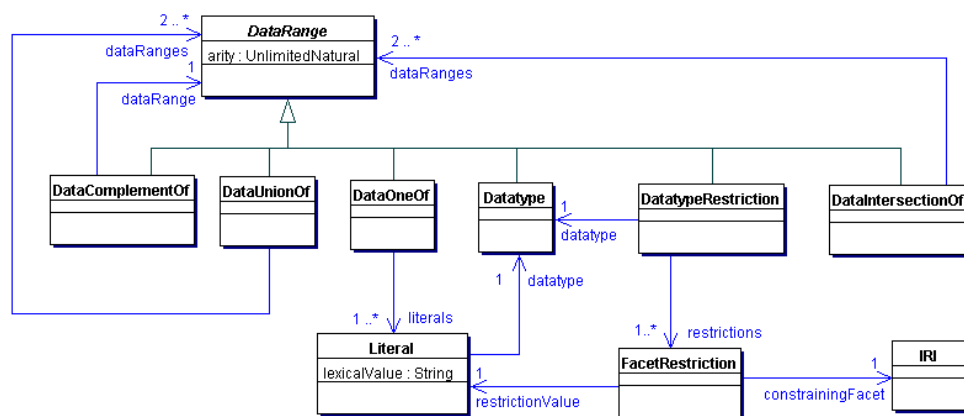 2 .. *
DataRange
dataRanges
arity : UnlimitedNatural
2 .. *
1
dataRanges
dataRange
DataComplementOf
DataUnionOf
DataOneOf
Datatype
DatatypeRestriction
DataIntersectionOf
1
datatype
1
datatype
1 .. *
literals
1..*
restrictions
Literal
lexicalValue : String
FacetRestriction
IRI
1
restrictionValue
1
constrainingFacet